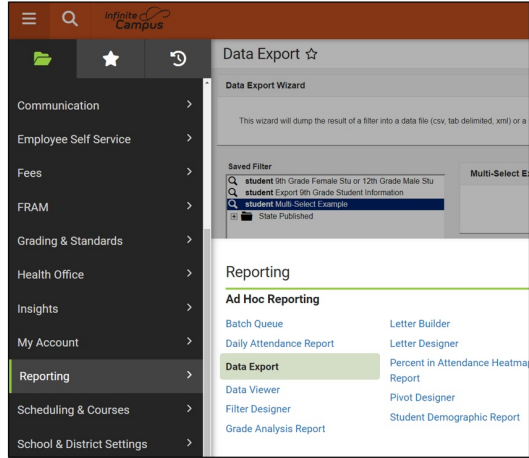 Infinite
Campus
Data Export
Data Export Wizard
This wizard will dump the result of a filter into a data file (csv, tab delimited, xml) or a
Saved Filter
student 9th Grade Female Stu or 12th Grade Male Stu
student Export 9th Grade Student Information
student Multi-Select Example
State Published
Multi-Select E
Communication
Employee Self Service
Fees
FRAM
Grading & Standards
Health Office
Insights
My Account
Reporting
Scheduling & Courses
School & District Settings
Reporting
Ad Hoc Reporting
Batch Queue
Daily Attendance Report
Data Export
Data Viewer
Filter Designer
Grade Analysis Report
Letter Builder
Letter Designer
Percent in Attendance Heatmap
Report
Pivot Designer
Student Demographic Report